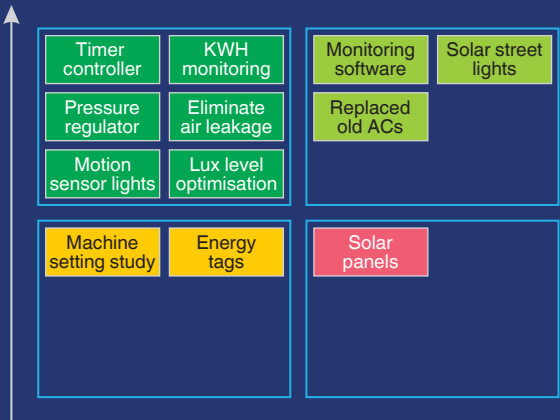 Timer
controller
KWH
monitoring
Monitoring
software
Solar street
lights
Pressure
regulator
Eliminate
air leakage
Replaced
old ACs
Motion
sensor lights
Lux level
optimisation
Machine
setting study
Energy
tags
Solar
panels